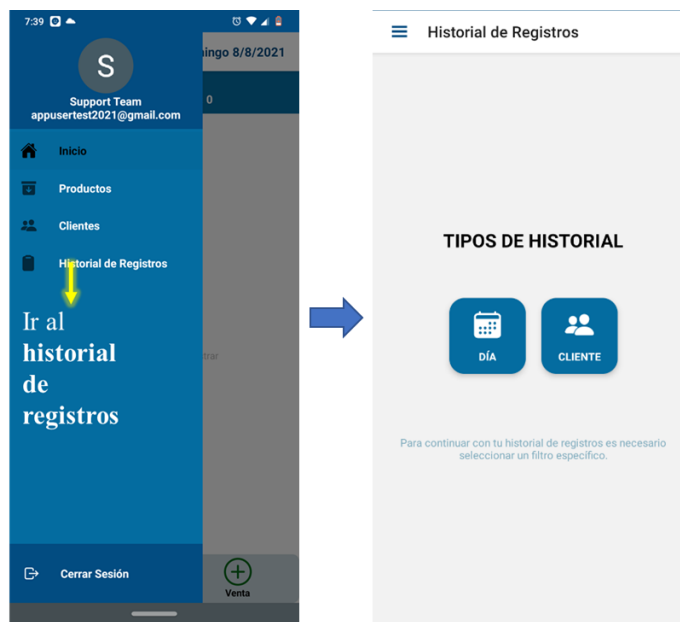 7:39
ingo 8/8/2021
S
Support Team
appusertest2021@gmail.com
0
Inicio
Productos
Clientes
Historial de Registros
Ir al
historial
de
registros
trar
Cerrar Sesión
Venta
Historial de Registros
TIPOS DE HISTORIAL
DÍA
CLIENTE
Para continuar con tu historial de registros es necesario
seleccionar un filtro específico.